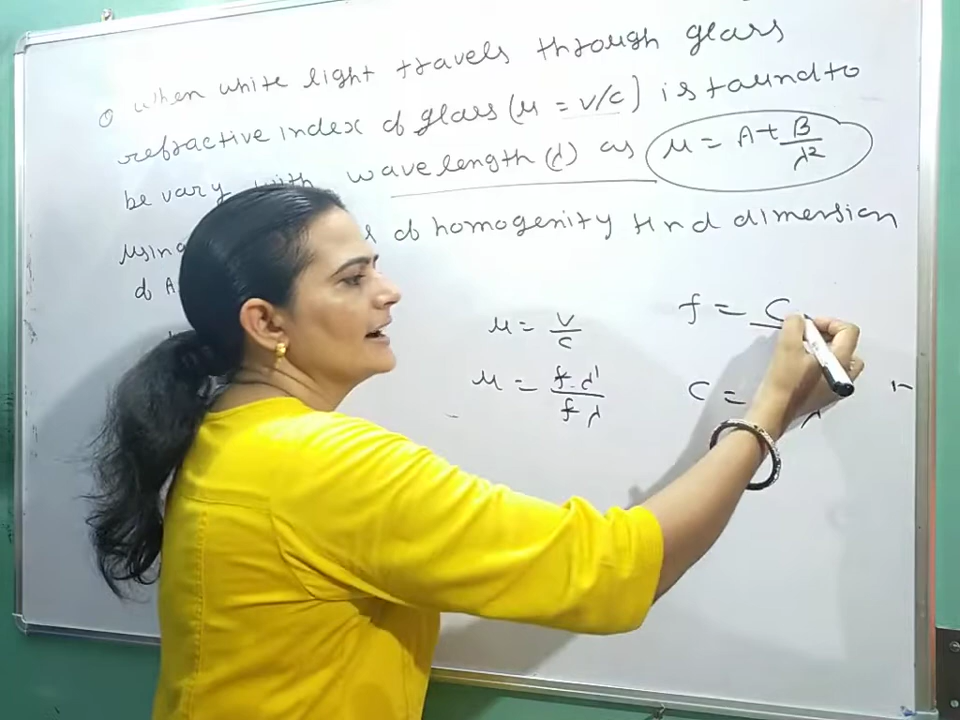 Q When white light travels through glass
refractive index of glass (μ = v/c) is found to
be vary with wavelength (λ) as μ = A + B/λ²
using of homogenity find dimension
of A
μ = v/c
f = c
μ = f λ'/f λ
c =
λ